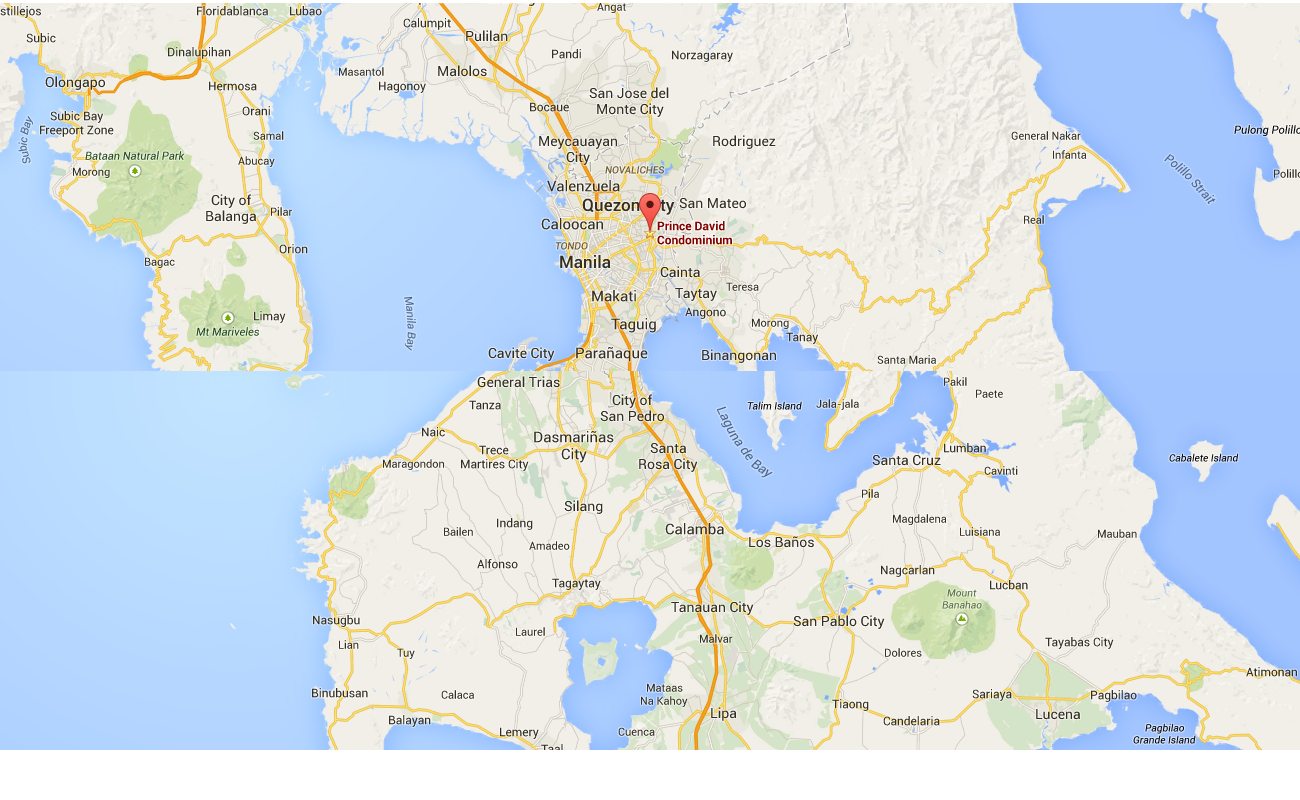 stillejos
Floridablanca
Lubao
Calumpit
Angat
Subic
Pulilan
Dinalupihan
Pandi
Norzagaray
Masantol
Malolos
Olongapo
Hermosa
Hagonoy
San Jose del
Monte City
Bocaue
Orani
Subic Bay
Freeport Zone
Samal
Meycauayan
City
Rodriguez
General Nakar
Pulong Polillo
Subic Bay
Bataan Natural Park
Abucay
Infanta
Morong
NOVALICHES
Polillo Strait
Polillo
Valenzuela
City of
Balanga
Pilar
Quezon City
San Mateo
Caloocan
Prince David
Condominium
Real
Orion
TONDO
Bagac
Manila
Cainta
Manila Bay
Makati
Taytay
Teresa
Limay
Angono
Mt Mariveles
Taguig
Morong
Tanay
Cavite City
Parañaque
Binangonan
Santa Maria
General Trias
Pakil
Paete
Tanza
City of
San Pedro
Talim Island
Jala-jala
Naic
Dasmariñas
City
Laguna de Bay
Trece
Martires City
Santa
Rosa City
Lumban
Maragondon
Santa Cruz
Cavinti
Cabalete Island
Pila
Silang
Magdalena
Indang
Bailen
Calamba
Luisiana
Mauban
Amadeo
Los Baños
Alfonso
Nagcarlan
Tagaytay
Lucban
Mount
Banahao
Tanauan City
Nasugbu
San Pablo City
Laurel
Malvar
Lian
Tuy
Dolores
Tayabas City
Atimonan
Binubusan
Calaca
Mataas
Na Kahoy
Sariaya
Pagbilao
Tiaong
Lipa
Lucena
Balayan
Candelaria
Lemery
Cuenca
Pagbilao
Grande Island
Taal